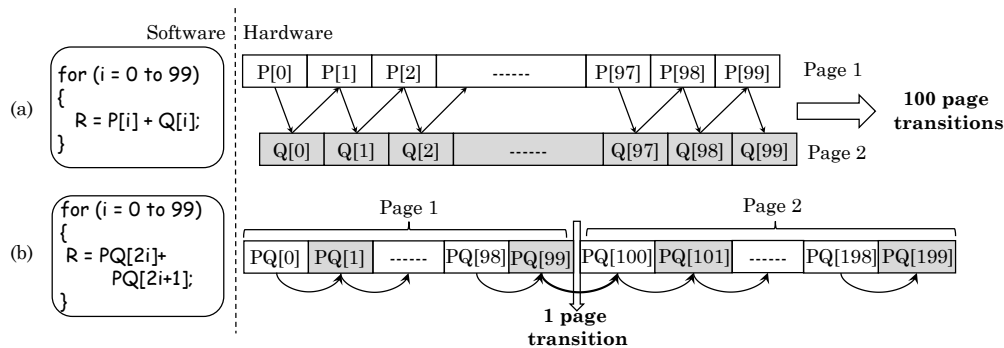 Software
Hardware
(a)
for (i = 0 to 99)
{
R = P[i] + Q[i];
}
P[0] P[1] P[2] ------ P[97] P[98] P[99]
Page 1
Q[0] Q[1] Q[2] ------ Q[97] Q[98] Q[99]
Page 2
100 page
transitions
(b)
for (i = 0 to 99)
{
R = PQ[2i]+
PQ[2i+1];
}
Page 1
Page 2
PQ[0] PQ[1] ------ PQ[98] PQ[99] PQ[100] PQ[101] ------ PQ[198] PQ[199]
1 page
transition